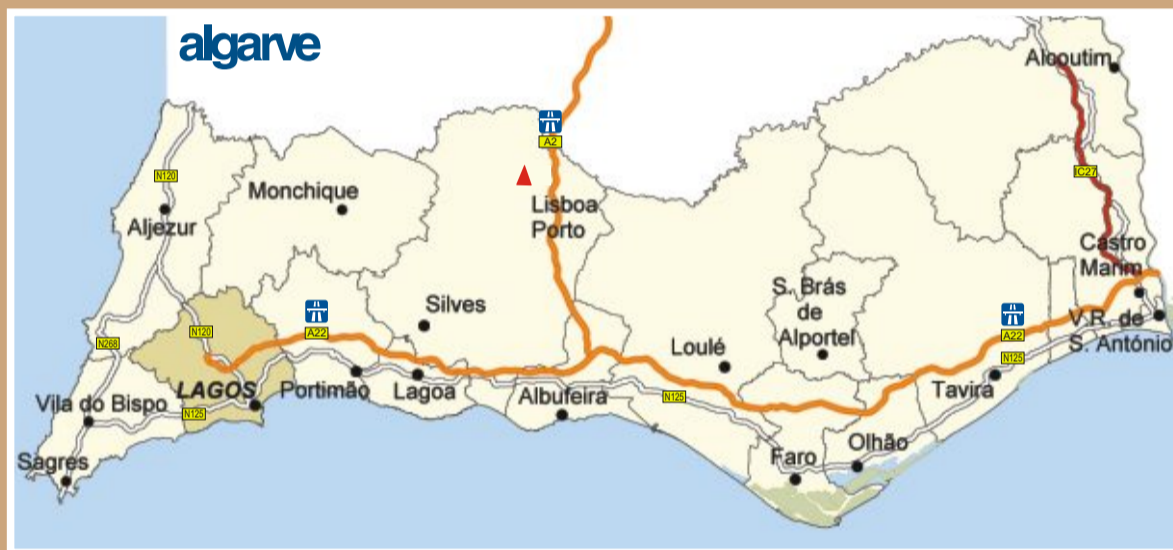 algarve
Alcoutim
A2
N120
IC27
Monchique
Lisboa
Porto
Aljezur
Castro
Marim
S. Brás
de
Alportel
Silves
N120
A22
A22
V.R. de
S. António
N268
Loulé
N125
LAGOS
Portimão
Lagoa
Tavira
Vila do Bispo
N125
Albufeira
N125
Olhão
Faro
Sagres